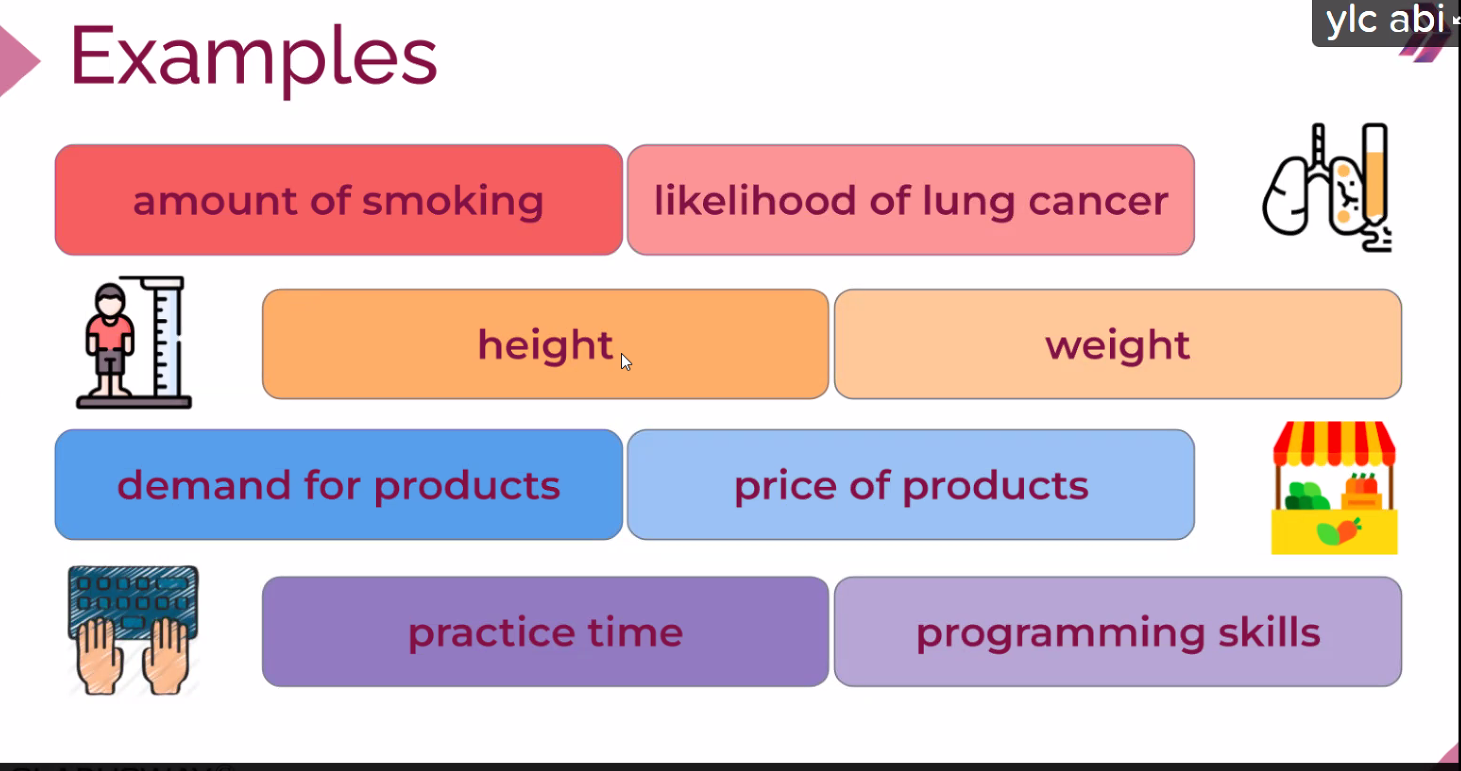 ylc abi
Examples
amount of smoking
likelihood of lung cancer
height
weight
demand for products
price of products
practice time
programming skills